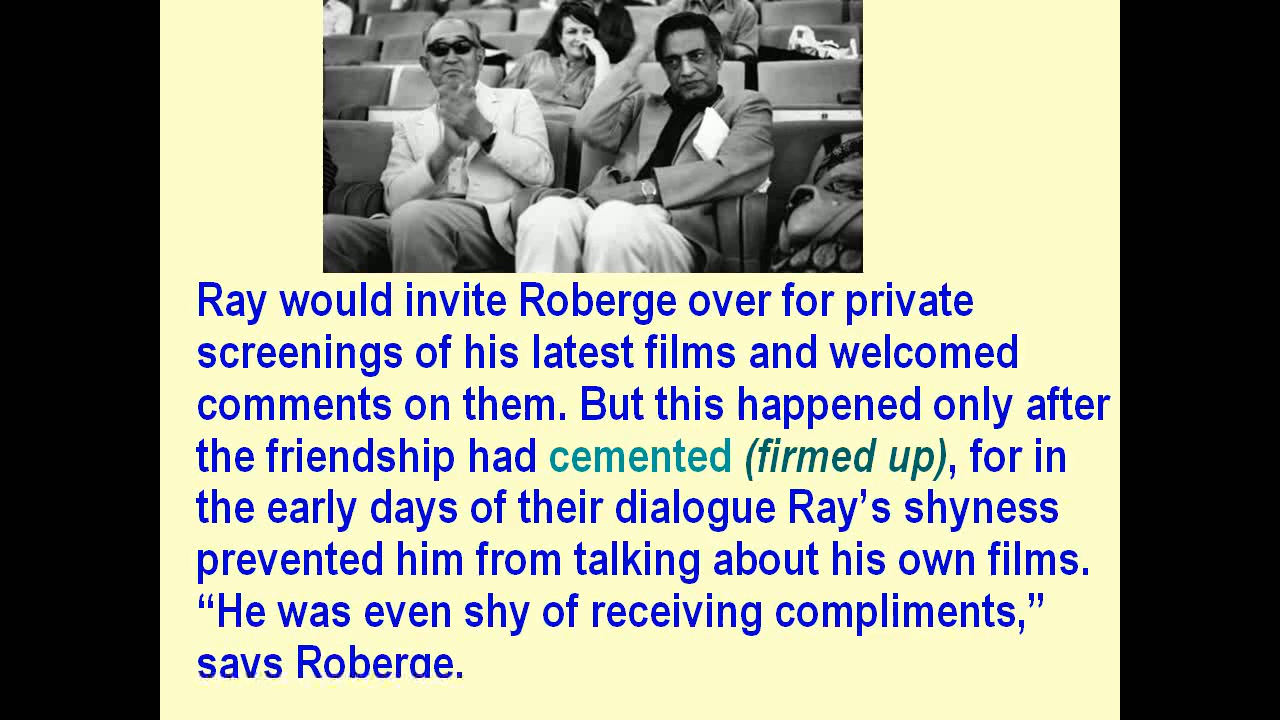 Ray would invite Roberge over for private
screenings of his latest films and welcomed
comments on them. But this happened only after
the friendship had cemented (firmed up), for in
the early days of their dialogue Ray’s shyness
prevented him from talking about his own films.
“He was even shy of receiving compliments,”
says Roberge.